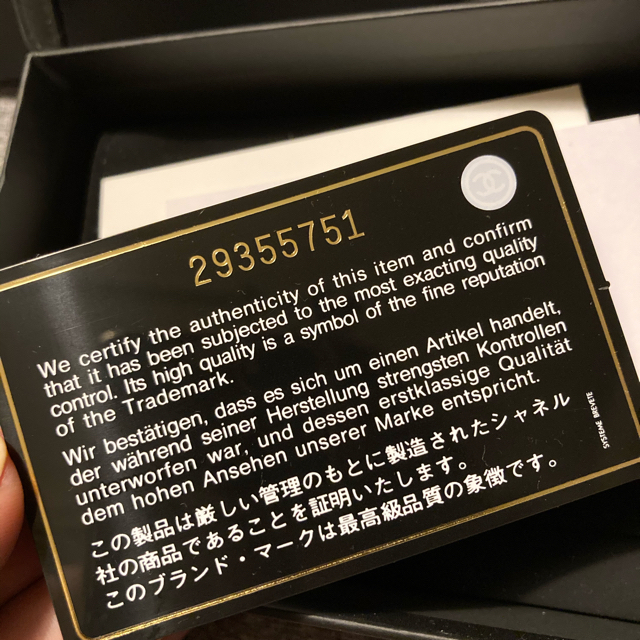 29355751
We certify the authenticity of this item and confirm
that it has been subjected to the most exacting quality
control. Its high quality is a symbol of the fine reputation
of the Trademark.
Wir bestätigen, dass es sich um einen Artikel handelt,
der während seiner Herstellung strengsten Kontrollen
unterworfen war, und dessen erstklassige Qualität
dem hohen Ansehen unserer Marke entspricht.
この製品は厳しい管理のもとに製造されたシャネル
社の商品であることを証明いたします。
このブランド・マークは最高級品質の象徴です。
SYSTEME BREVETE